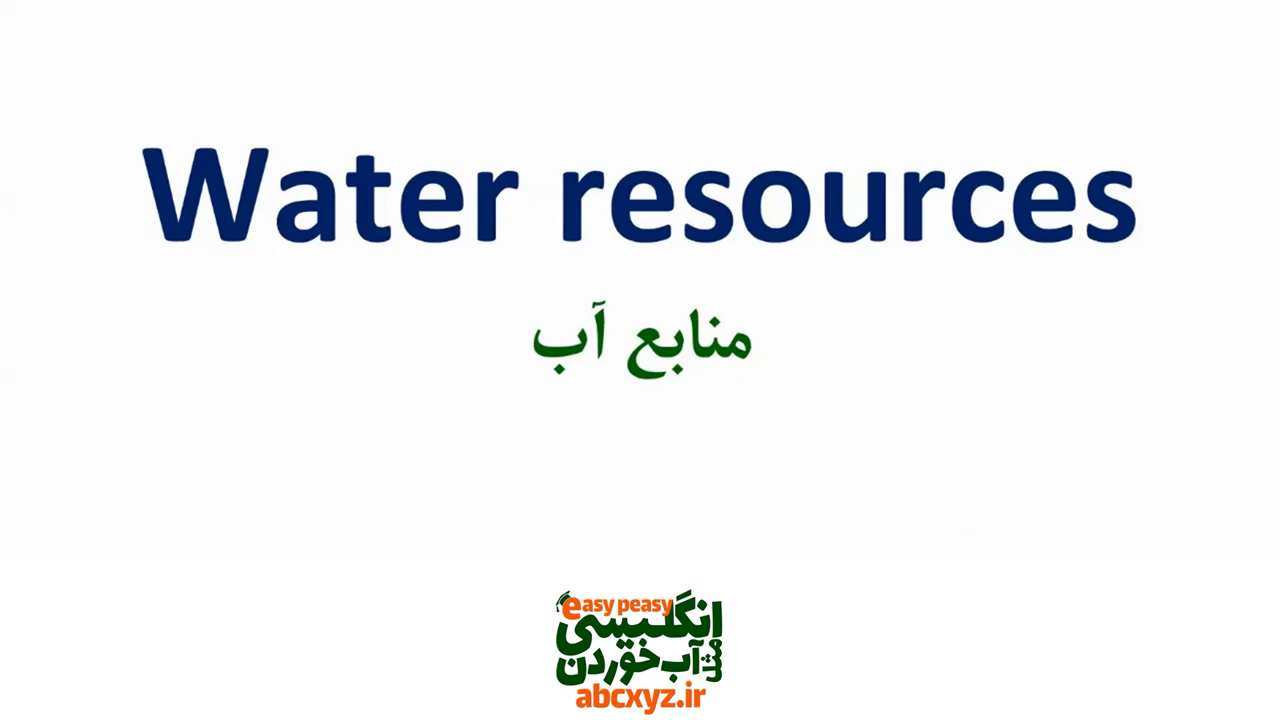 Water resources
منابع آب
easy peasy
انگلیسی
مثل آب خوردن
abcxyz.ir